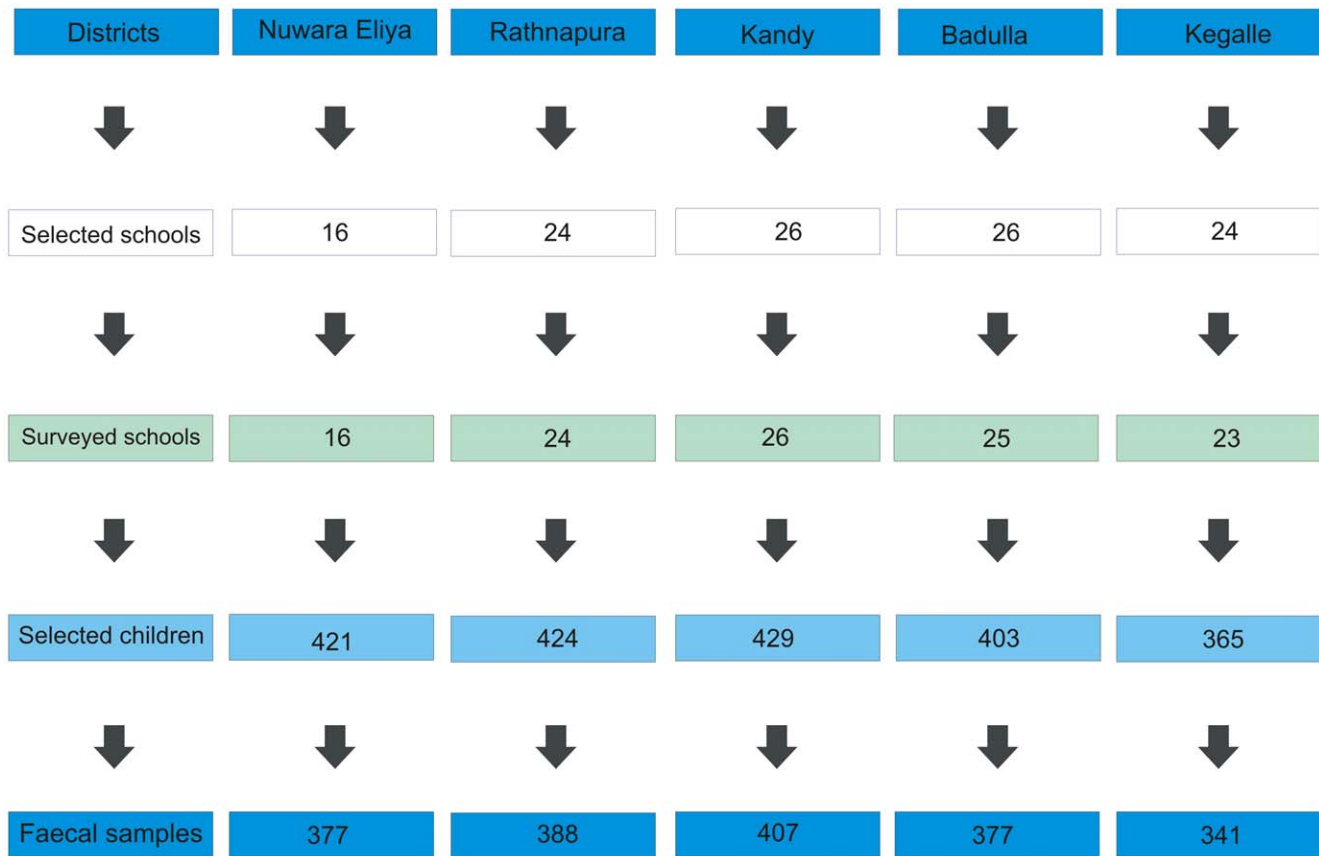 Districts Nuwara Eliya Rathnapura Kandy Badulla Kegalle
Selected schools 16 24 26 26 24
Surveyed schools 16 24 26 25 23
Selected children 421 424 429 403 365
Faecal samples 377 388 407 377 341